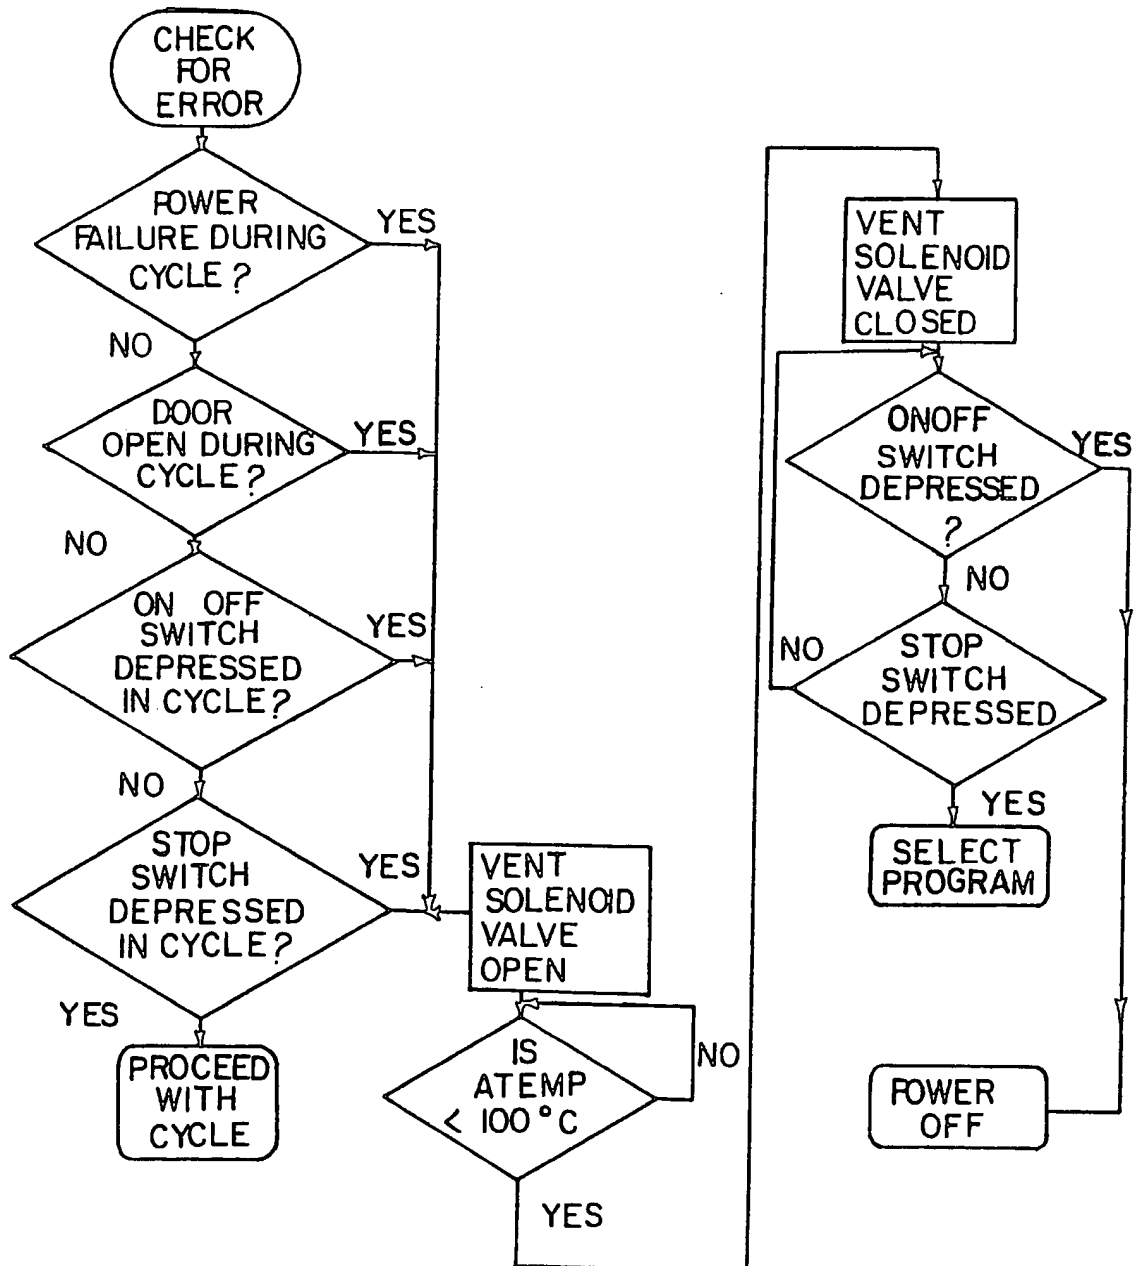 CHECK
FOR
ERROR
POWER
FAILURE DURING
CYCLE?
YES
NO
DOOR
OPEN DURING
CYCLE?
YES
NO
ON OFF
SWITCH
DEPRESSED
IN CYCLE?
YES
NO
STOP
SWITCH
DEPRESSED
IN CYCLE?
YES
YES
PROCEED
WITH
CYCLE
VENT
SOLENOID
VALVE
OPEN
IS
ATEMP
< 100°C
NO
YES
VENT
SOLENOID
VALVE
CLOSED
ONOFF
SWITCH
DEPRESSED
?
YES
NO
STOP
SWITCH
DEPRESSED
NO
YES
SELECT
PROGRAM
POWER
OFF